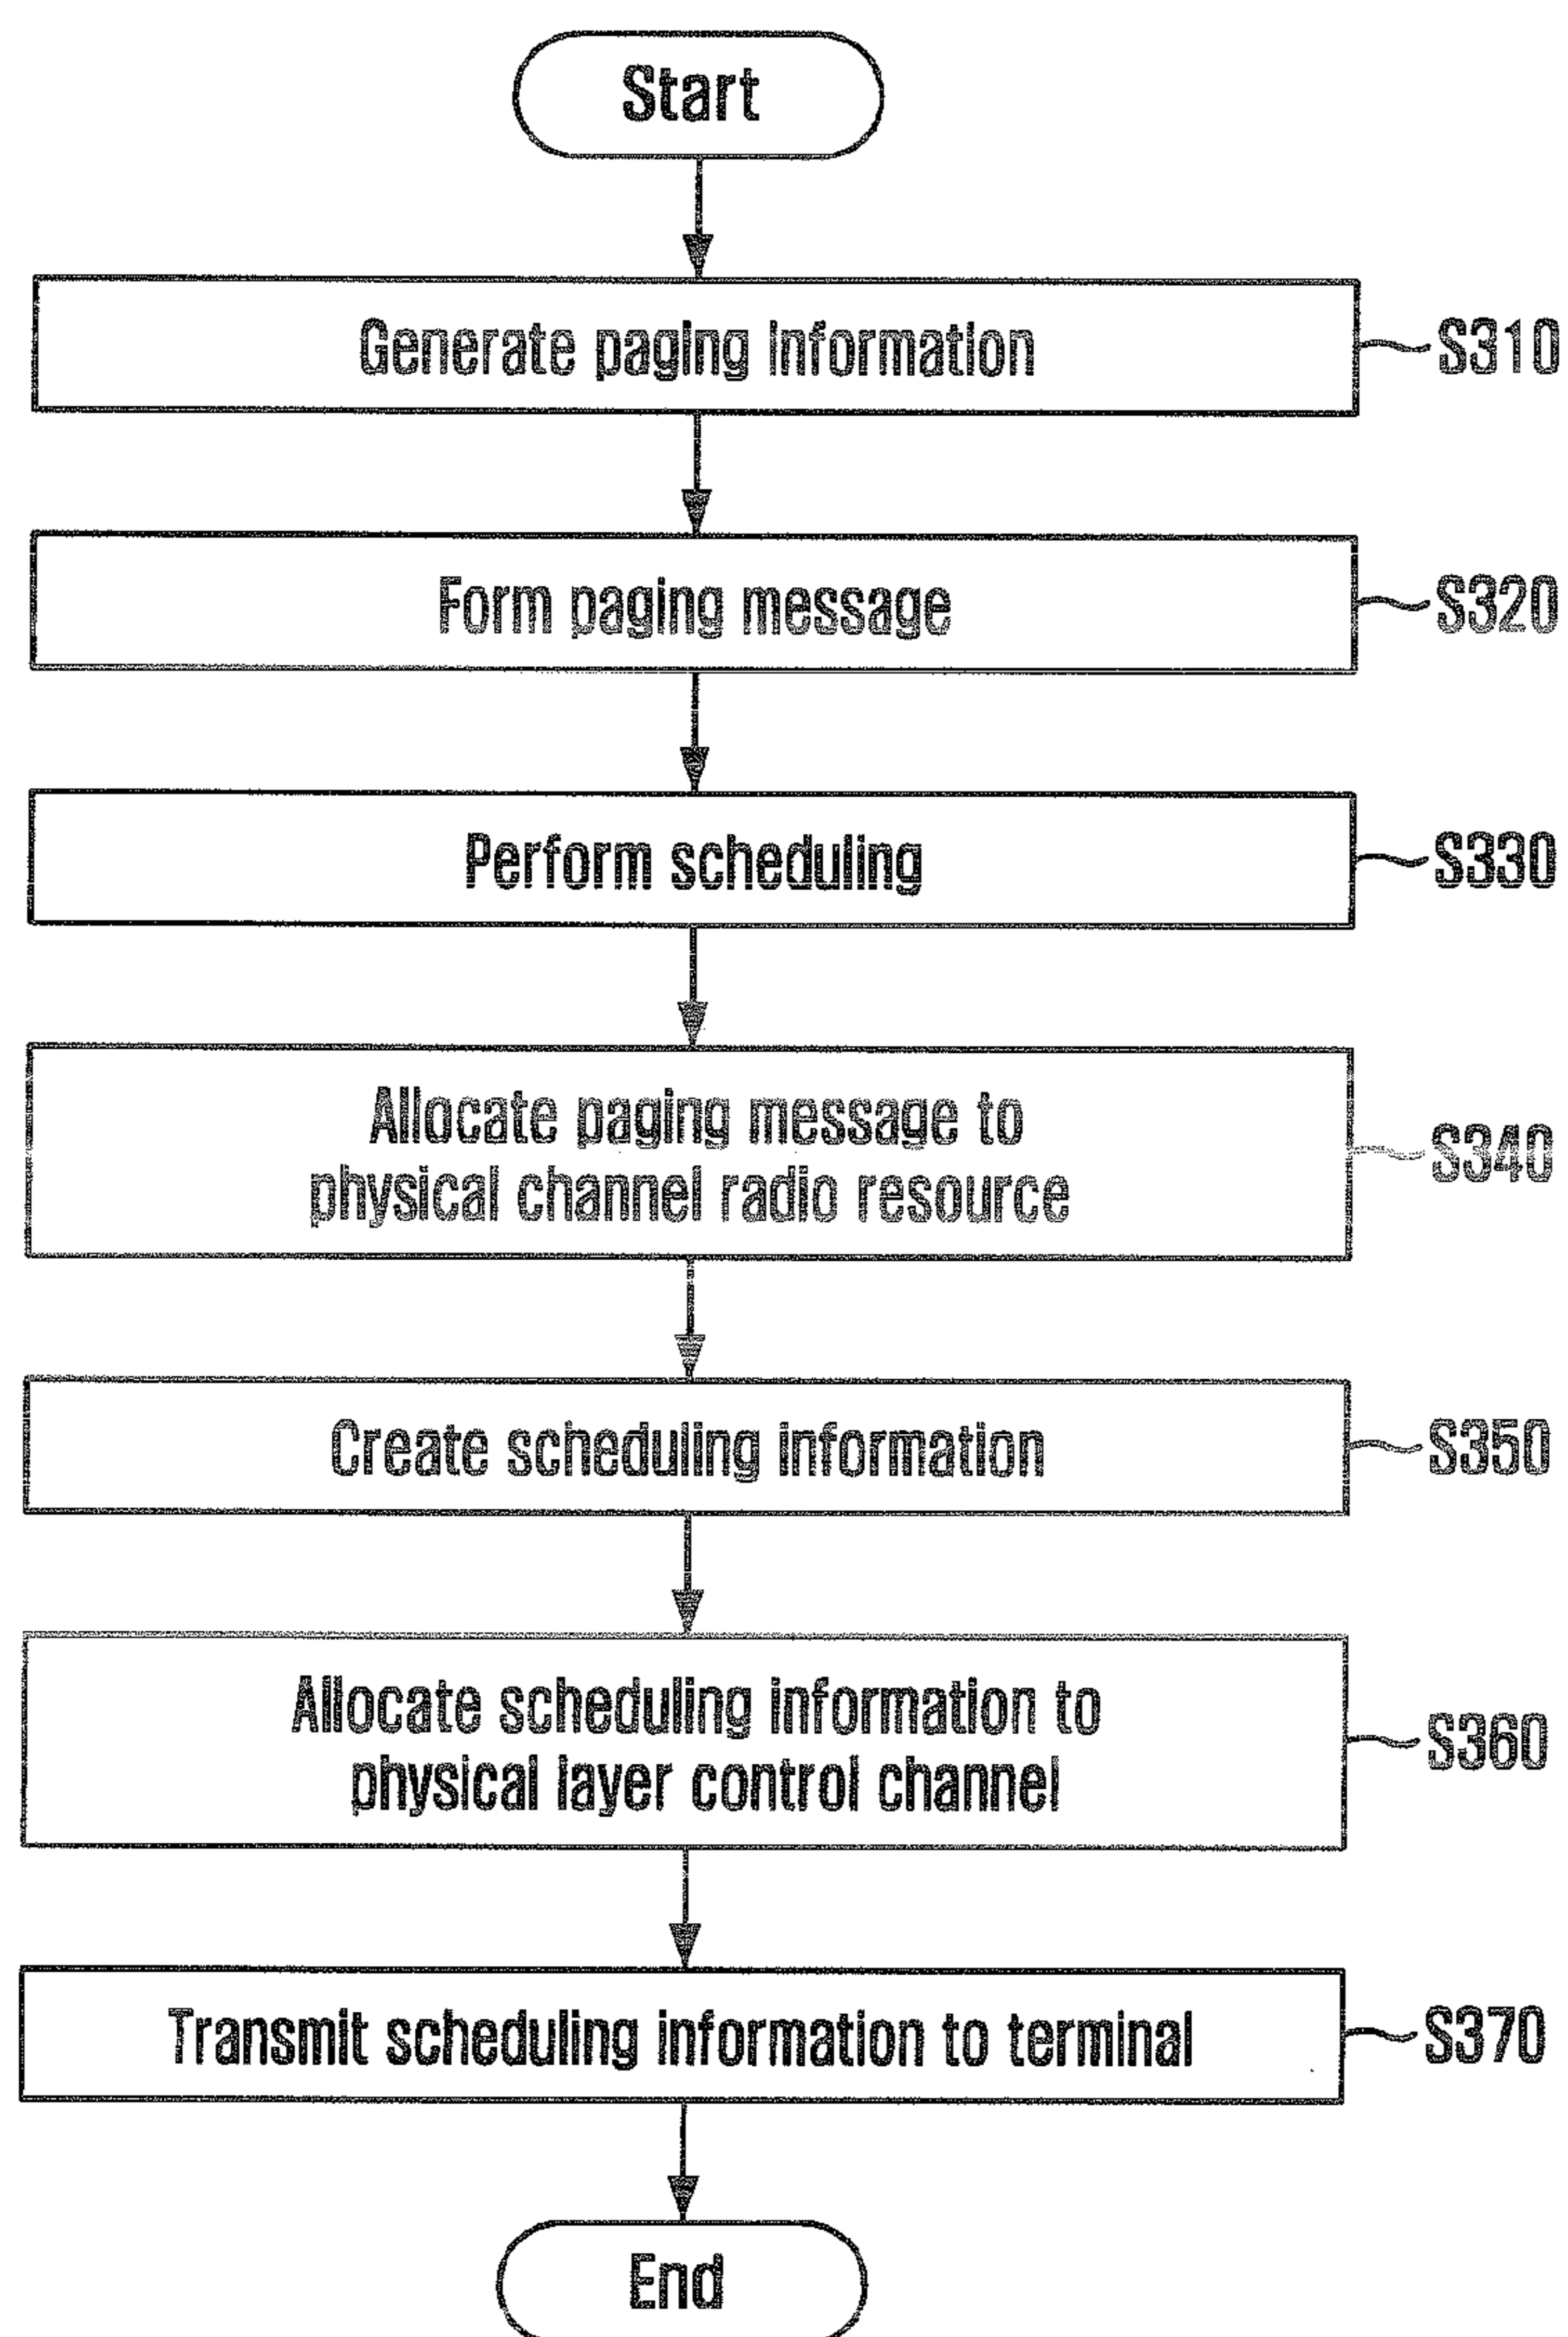 Start
Generate paging information
S310
Form paging message
S320
Perform scheduling
S330
Allocate paging message to
physical channel radio resource
S340
Create scheduling information
S350
Allocate scheduling information to
physical layer control channel
S360
Transmit scheduling information to terminal
S370
End